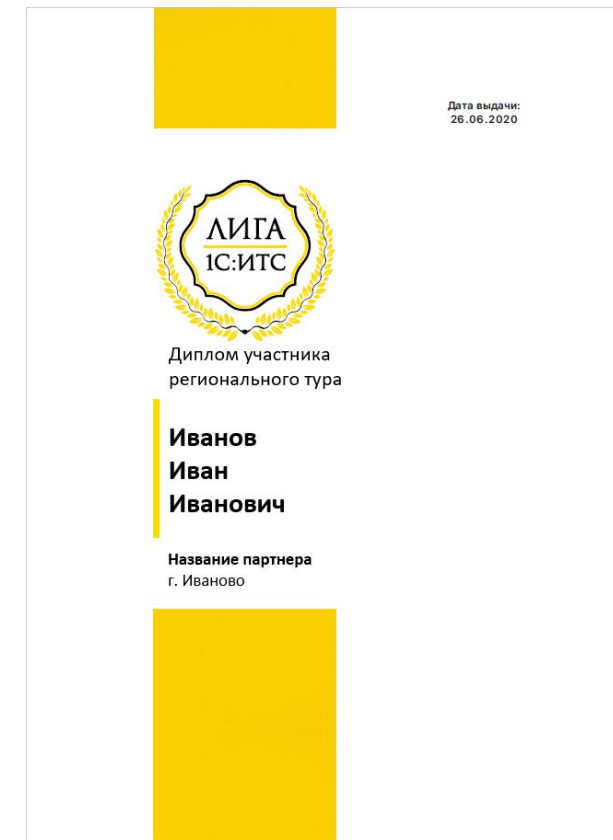 Дата выдачи:
26.06.2020
ЛИГА
1С:ИТС
Диплом участника
регионального тура
Иванов
Иван
Иванович
Название партнера
г. Иваново